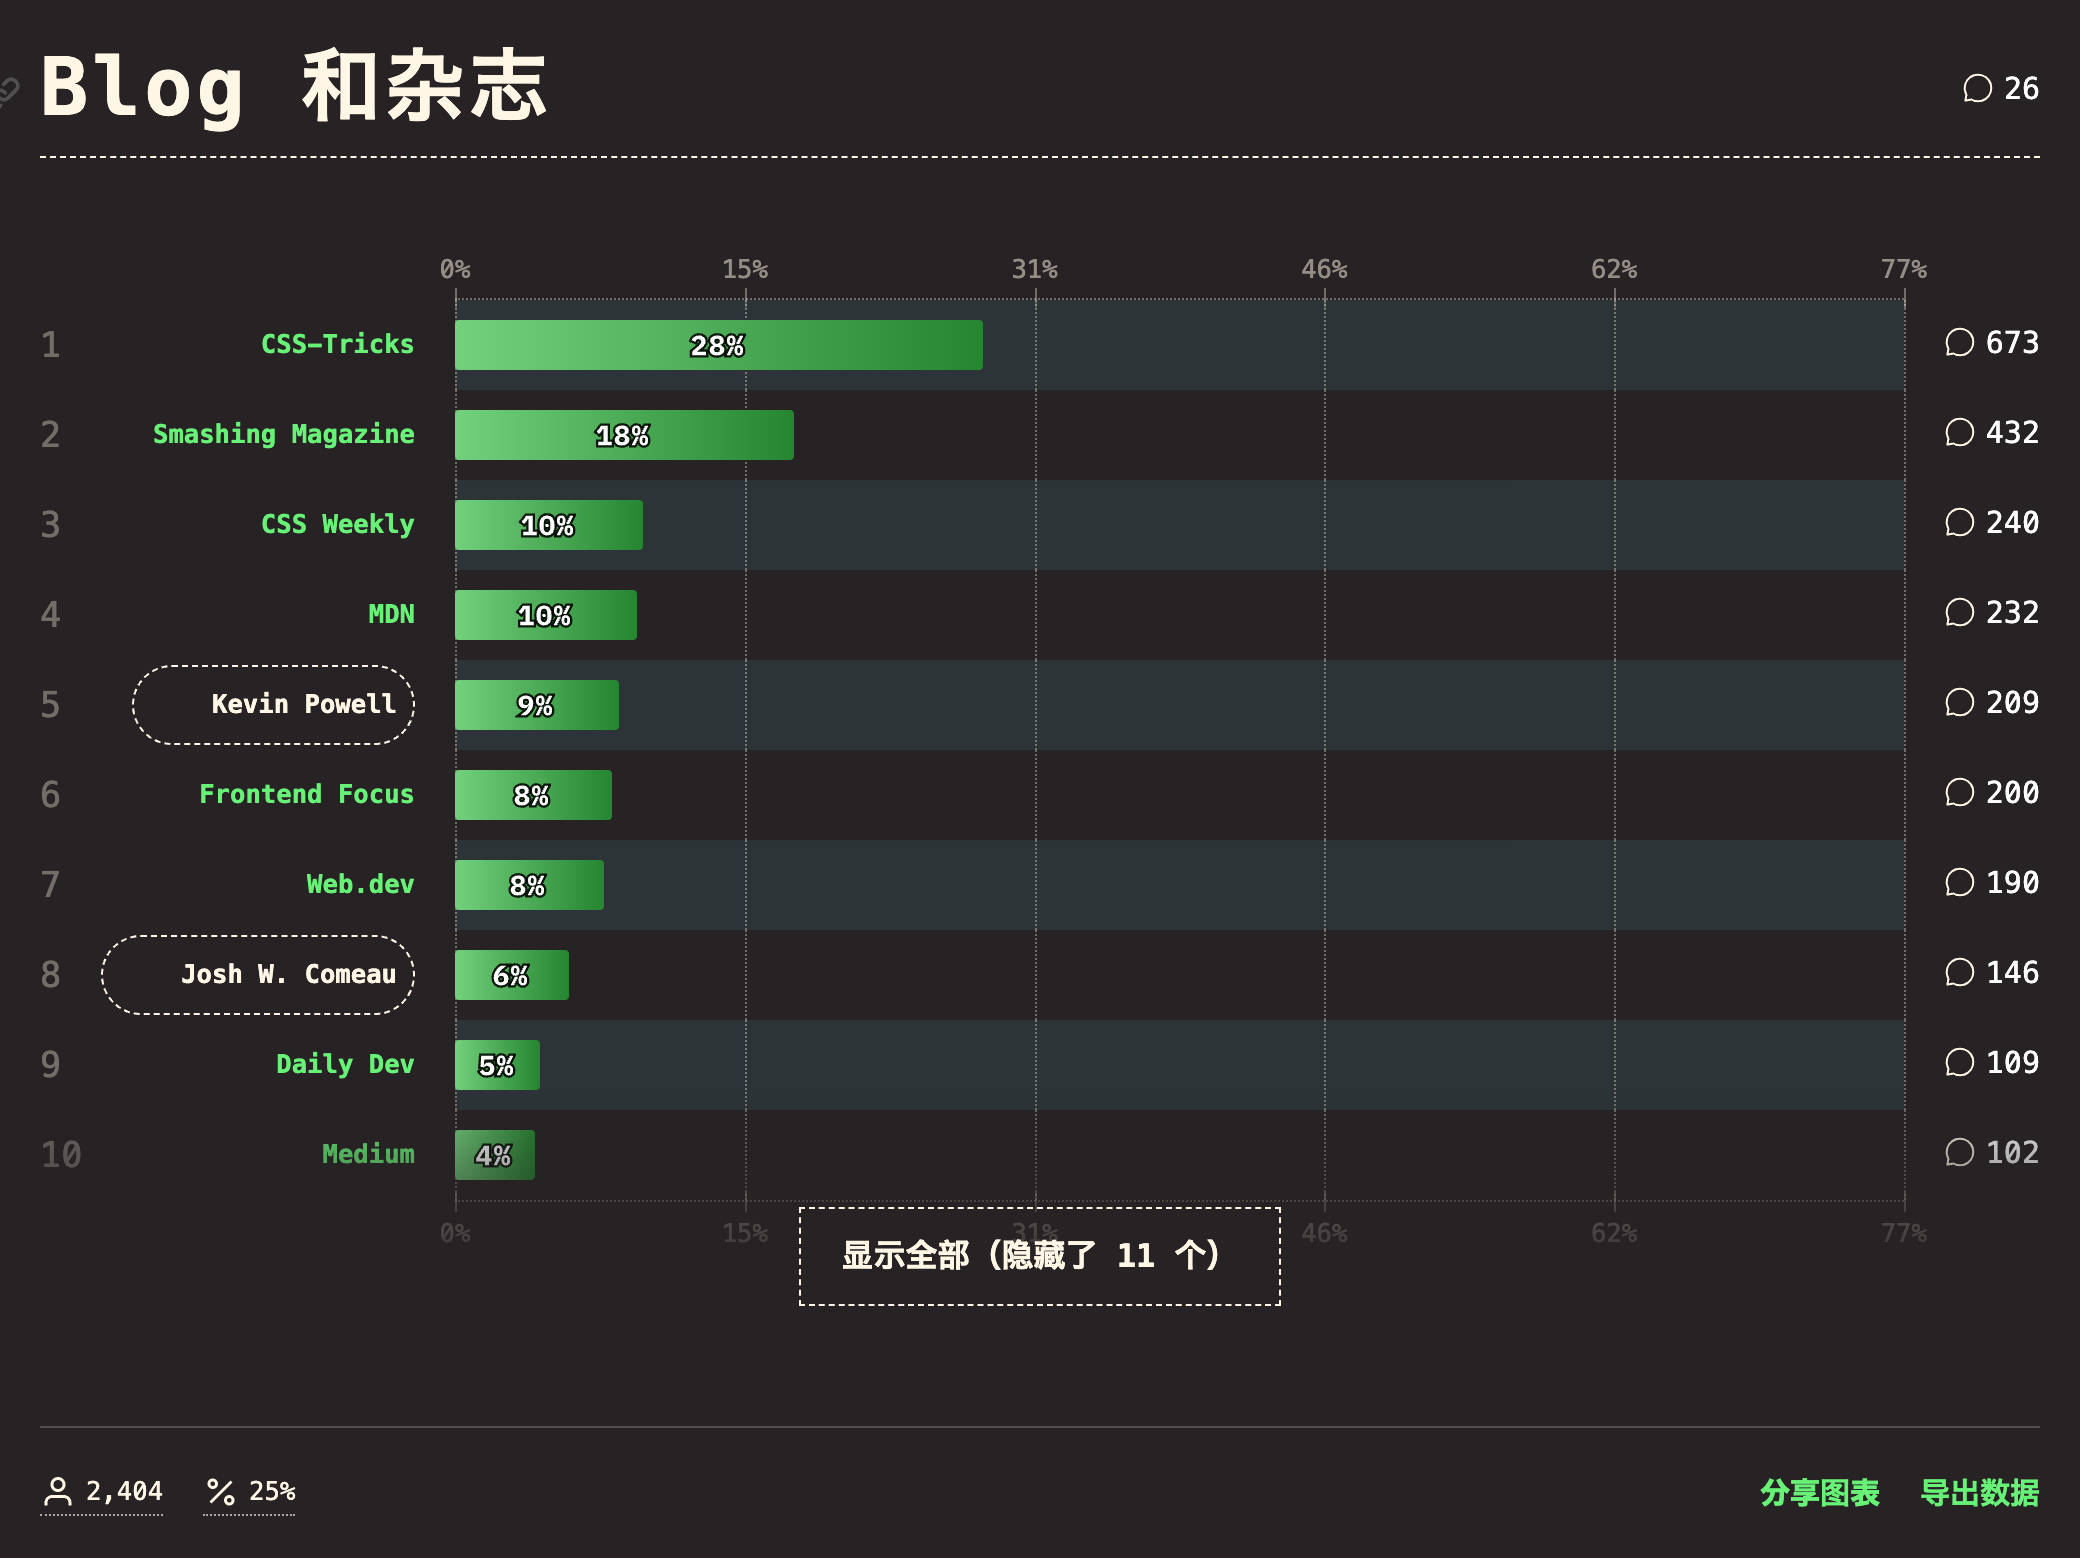 Blog 和杂志
26
0% 15% 31% 46% 62% 77%
1 CSS-Tricks 28% 673
2 Smashing Magazine 18% 432
3 CSS Weekly 10% 240
4 MDN 10% 232
5 Kevin Powell 9% 209
6 Frontend Focus 8% 200
7 Web.dev 8% 190
8 Josh W. Comeau 6% 146
9 Daily Dev 5% 109
10 Medium 4% 102
0% 15% 31% 46% 62% 77%
显示全部（隐藏了 11 个）
2,404 25% 分享图表 导出数据